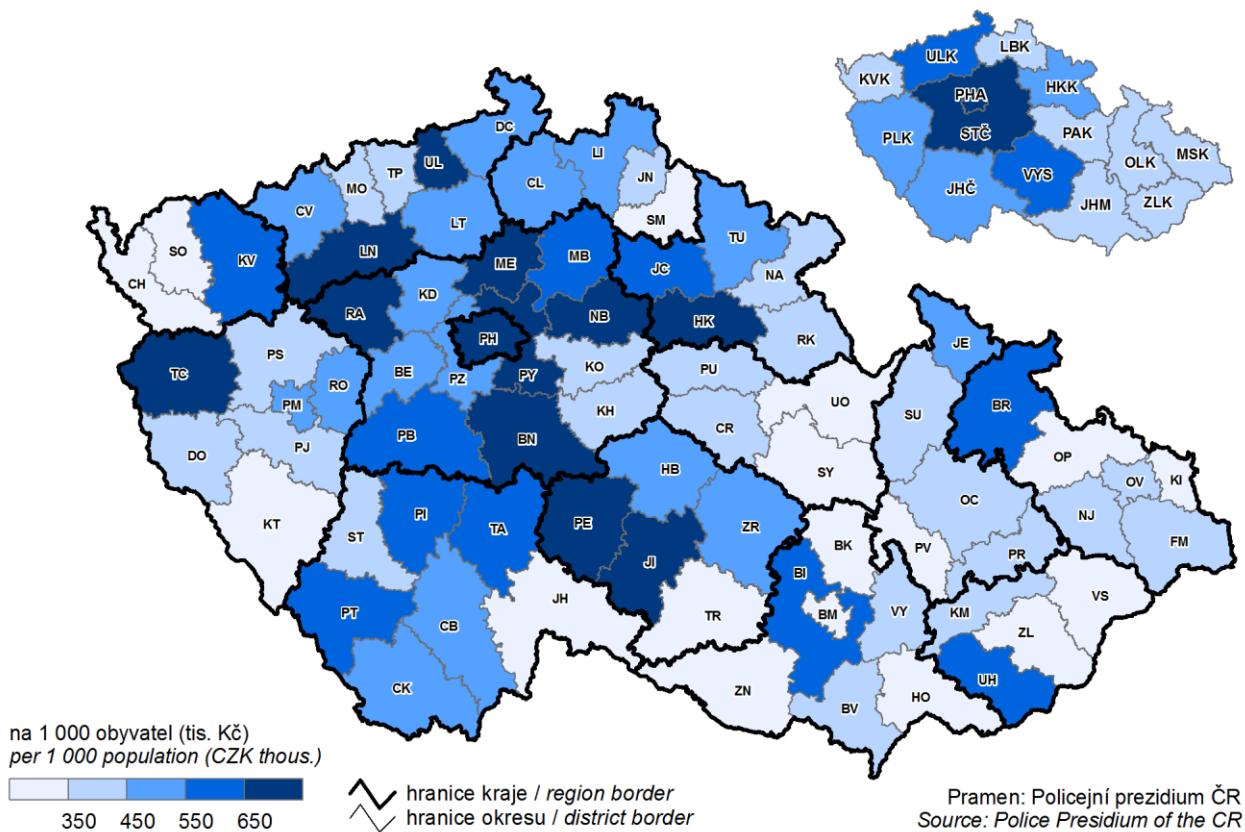 ULK
LBK
KVK
PHA
HKK
STČ
PAK
PLK
OLK
MSK
VYS
JHČ
JHM
ZLK
DC
UL
LI
TP
MO
CL
JN
CV
LT
SM
TU
SO
KV
LN
ME
MB
JC
NA
CH
KD
RA
NB
HK
PH
RK
JE
PS
TC
RO
BE
PZ
PY
KO
PU
PM
UO
SU
BR
PB
BN
KH
CR
DO
PJ
HB
SY
OP
OV
KI
KT
ST
PI
TA
PE
ZR
OC
NJ
FM
JI
BK
PV
PR
BI
PT
CB
JH
TR
BM
VY
KM
VS
ZL
CK
ZN
BV
HO
UH
na 1 000 obyvatel (tis. Kč)
per 1 000 population (CZK thous.)
350 450 550 650
hranice kraje / region border
hranice okresu / district border
Pramen: Policejní prezidium ČR
Source: Police Presidium of the CR